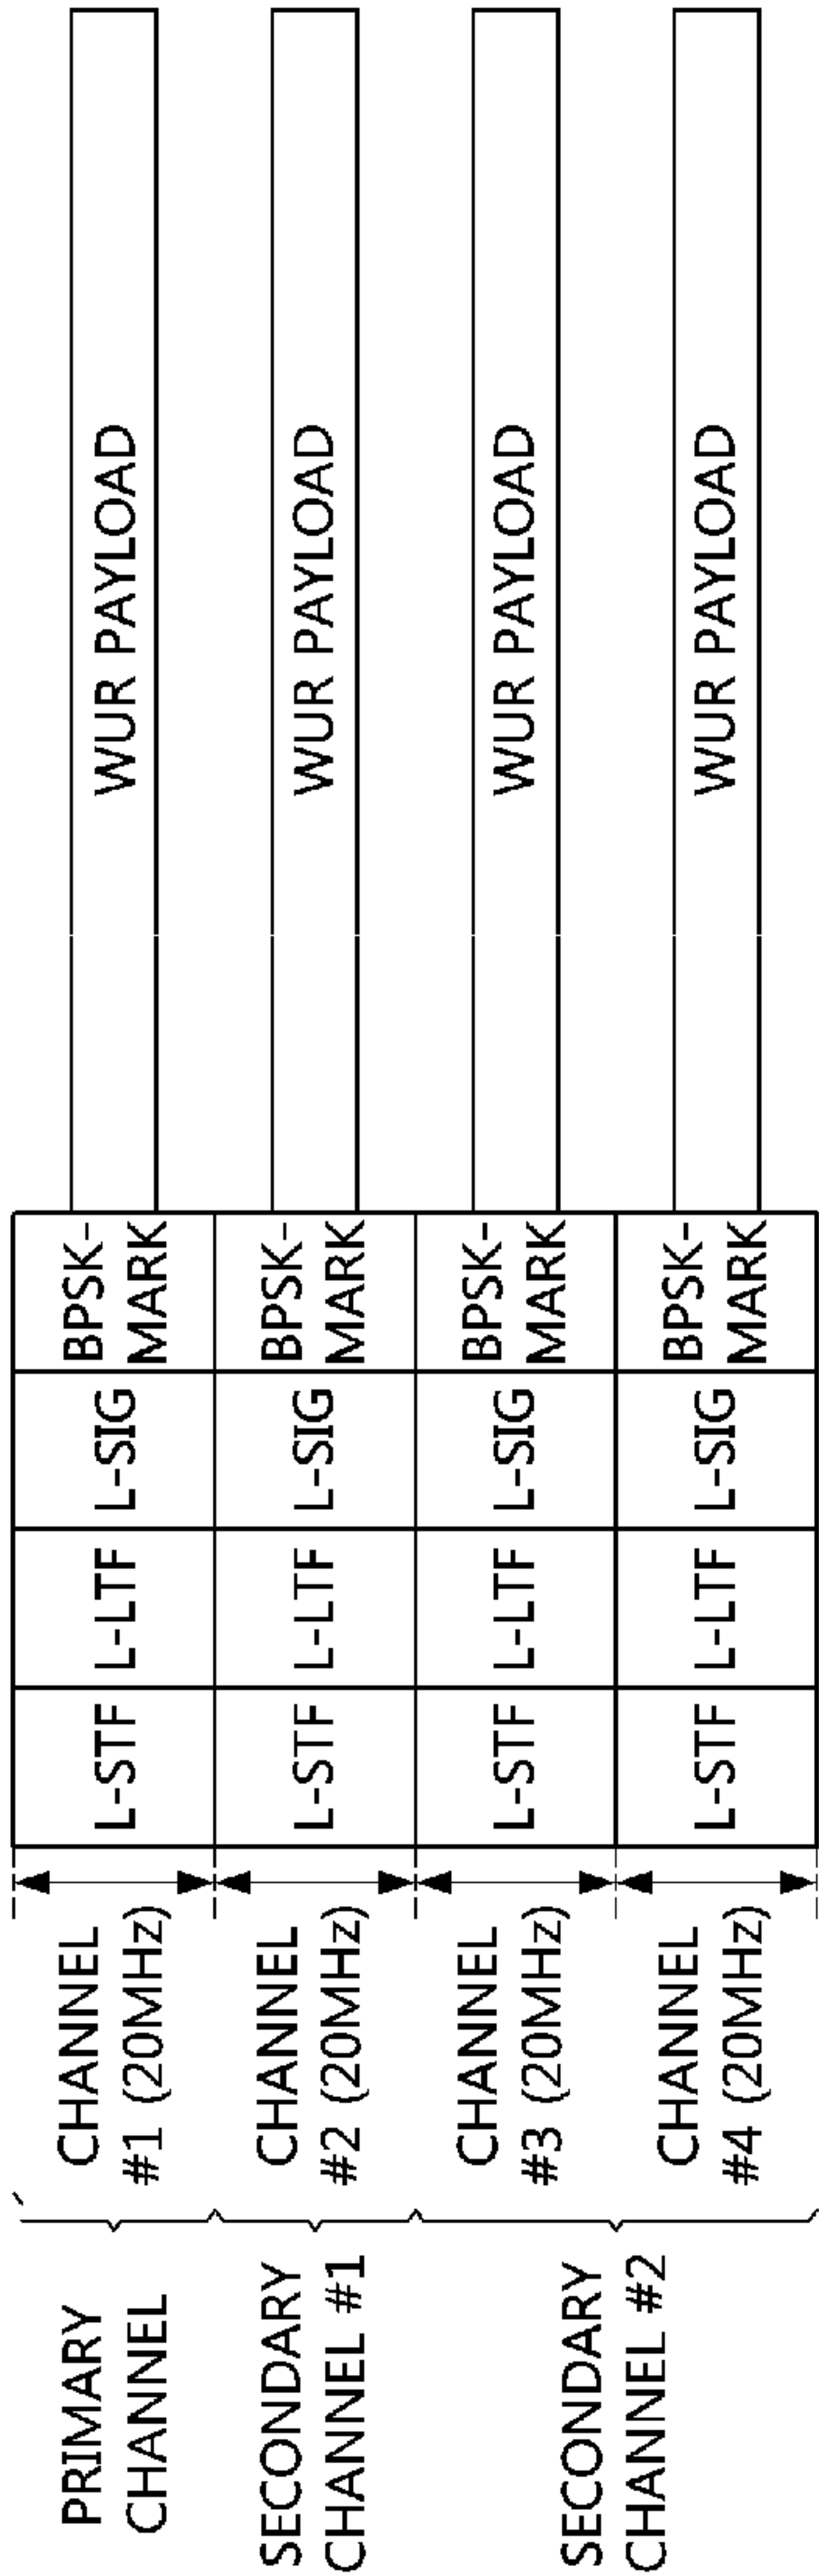 PRIMARY
CHANNEL
CHANNEL
#1 (20MHz)
L-STF
L-LTF
L-SIG
BPSK-
MARK
WUR PAYLOAD
SECONDARY
CHANNEL #1
CHANNEL
#2 (20MHz)
L-STF
L-LTF
L-SIG
BPSK-
MARK
WUR PAYLOAD
SECONDARY
CHANNEL #2
CHANNEL
#3 (20MHz)
L-STF
L-LTF
L-SIG
BPSK-
MARK
WUR PAYLOAD
CHANNEL
#4 (20MHz)
L-STF
L-LTF
L-SIG
BPSK-
MARK
WUR PAYLOAD